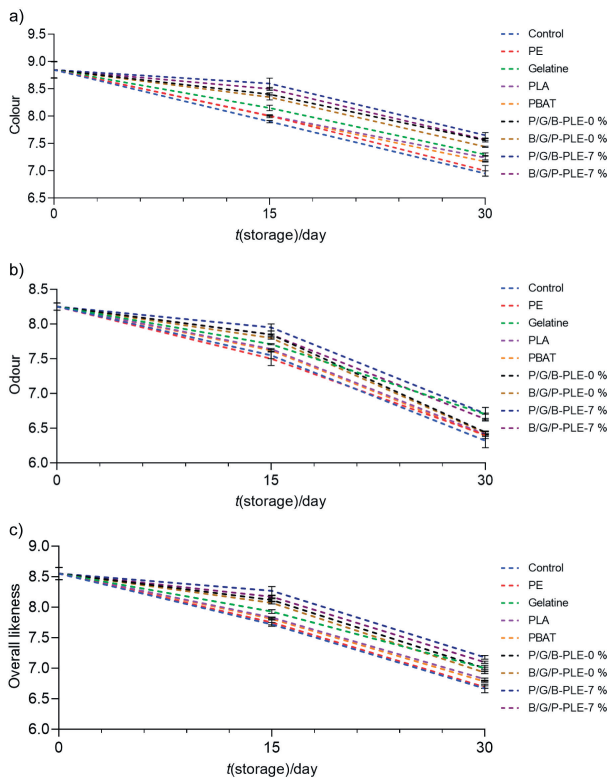 a)
Colour
9.5
9.0
8.5
8.0
7.5
7.0
6.5
0
15
30
t(storage)/day
Control
PE
Gelatine
PLA
PBAT
P/G/B-PLE-0 %
B/G/P-PLE-0 %
P/G/B-PLE-7 %
B/G/P-PLE-7 %
b)
Odour
8.5
8.0
7.5
7.0
6.5
6.0
0
15
30
t(storage)/day
Control
PE
Gelatine
PLA
PBAT
P/G/B-PLE-0 %
B/G/P-PLE-0 %
P/G/B-PLE-7 %
B/G/P-PLE-7 %
c)
Overall likeness
9.0
8.5
8.0
7.5
7.0
6.5
6.0
0
15
30
t(storage)/day
Control
PE
Gelatine
PLA
PBAT
P/G/B-PLE-0 %
B/G/P-PLE-0 %
P/G/B-PLE-7 %
B/G/P-PLE-7 %